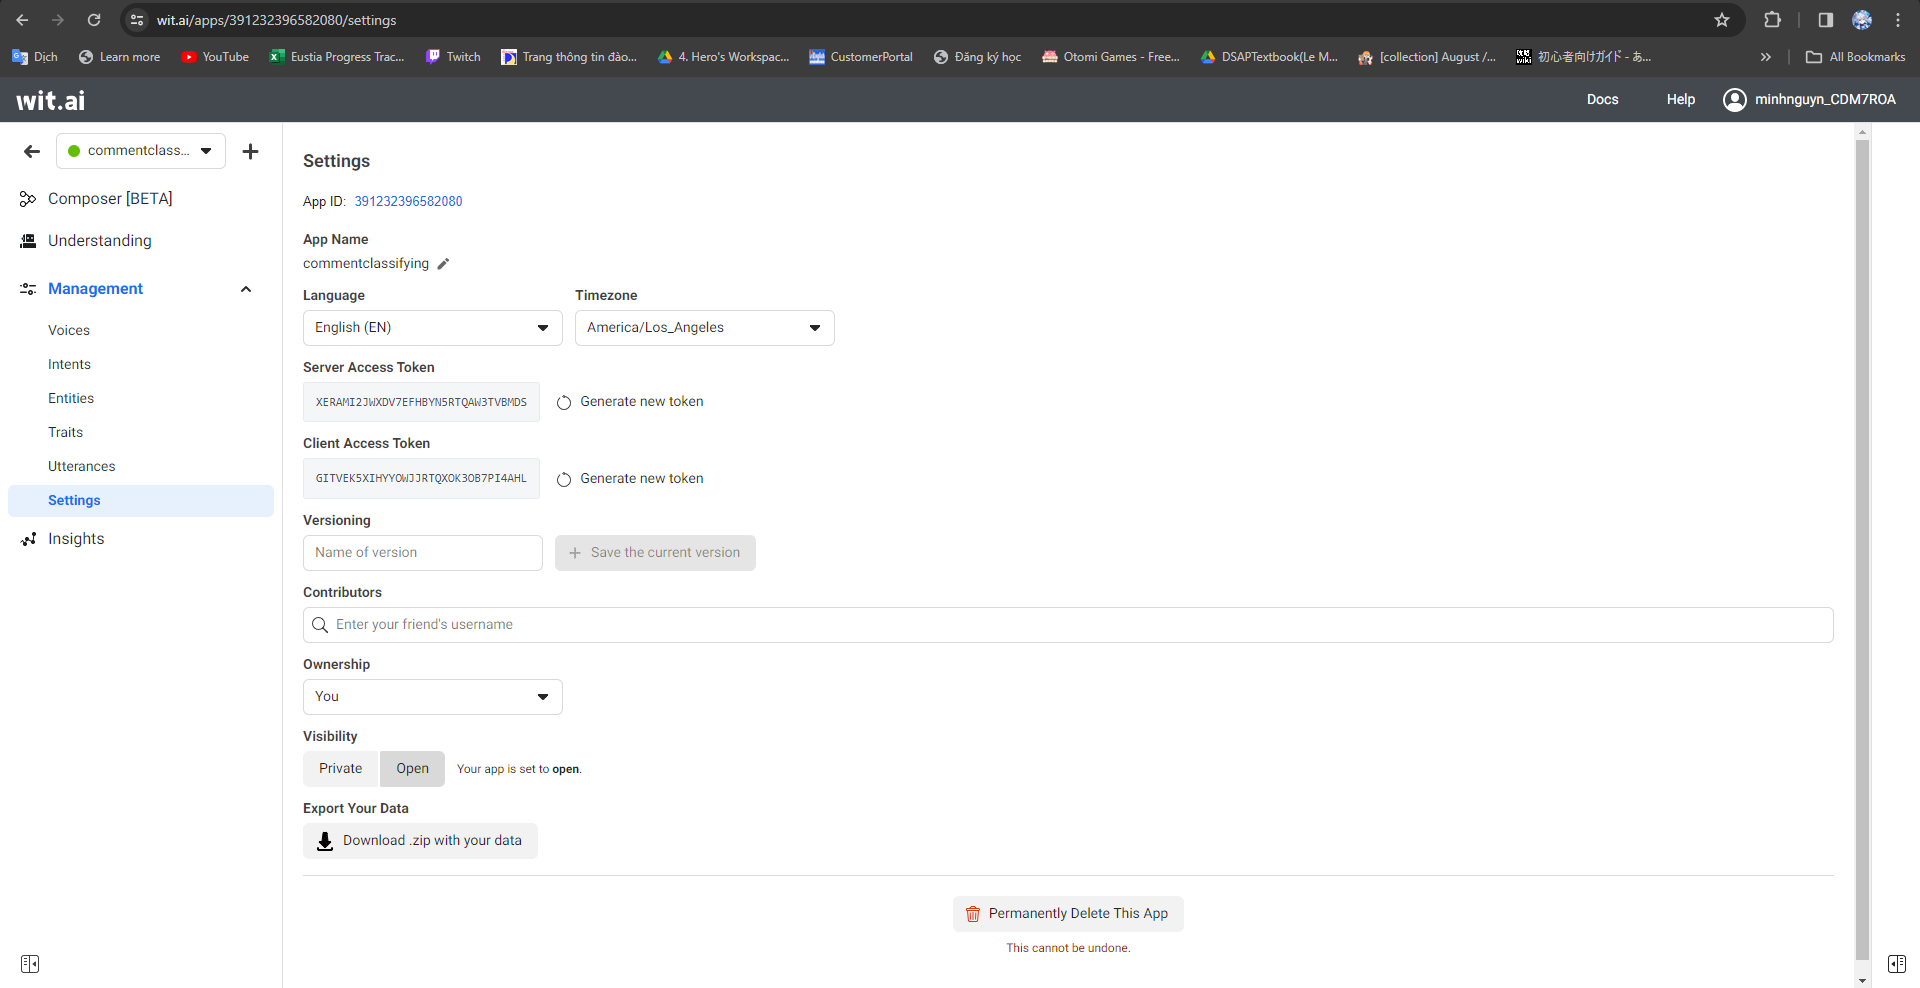 wit.ai/apps/391232396582080/settings
Dịch
Learn more
YouTube
Eustia Progress Trac...
Twitch
Trang thông tin đào...
4. Hero's Workspac...
CustomerPortal
Đăng ký học
Otomi Games - Free...
DSAPTextbook(Le M...
[collection] August /...
初心者向けガイド - あ...
All Bookmarks
wit.ai
Docs
Help
minhnguyn_CDM7ROA
commentclass...
Composer [BETA]
Understanding
Management
Voices
Intents
Entities
Traits
Utterances
Settings
Insights
Settings
App ID: 391232396582080
App Name
commentclassifying
Language
Timezone
English (EN)
America/Los_Angeles
Server Access Token
XERAMI2JWXDV7EFHBYN5RTQAW3TVBMDS
Generate new token
Client Access Token
GITVEK5XIHYYOWJJRTQXOK3OB7PI4AHL
Generate new token
Versioning
Name of version
Save the current version
Contributors
Enter your friend's username
Ownership
You
Visibility
Private
Open
Your app is set to open.
Export Your Data
Download .zip with your data
Permanently Delete This App
This cannot be undone.